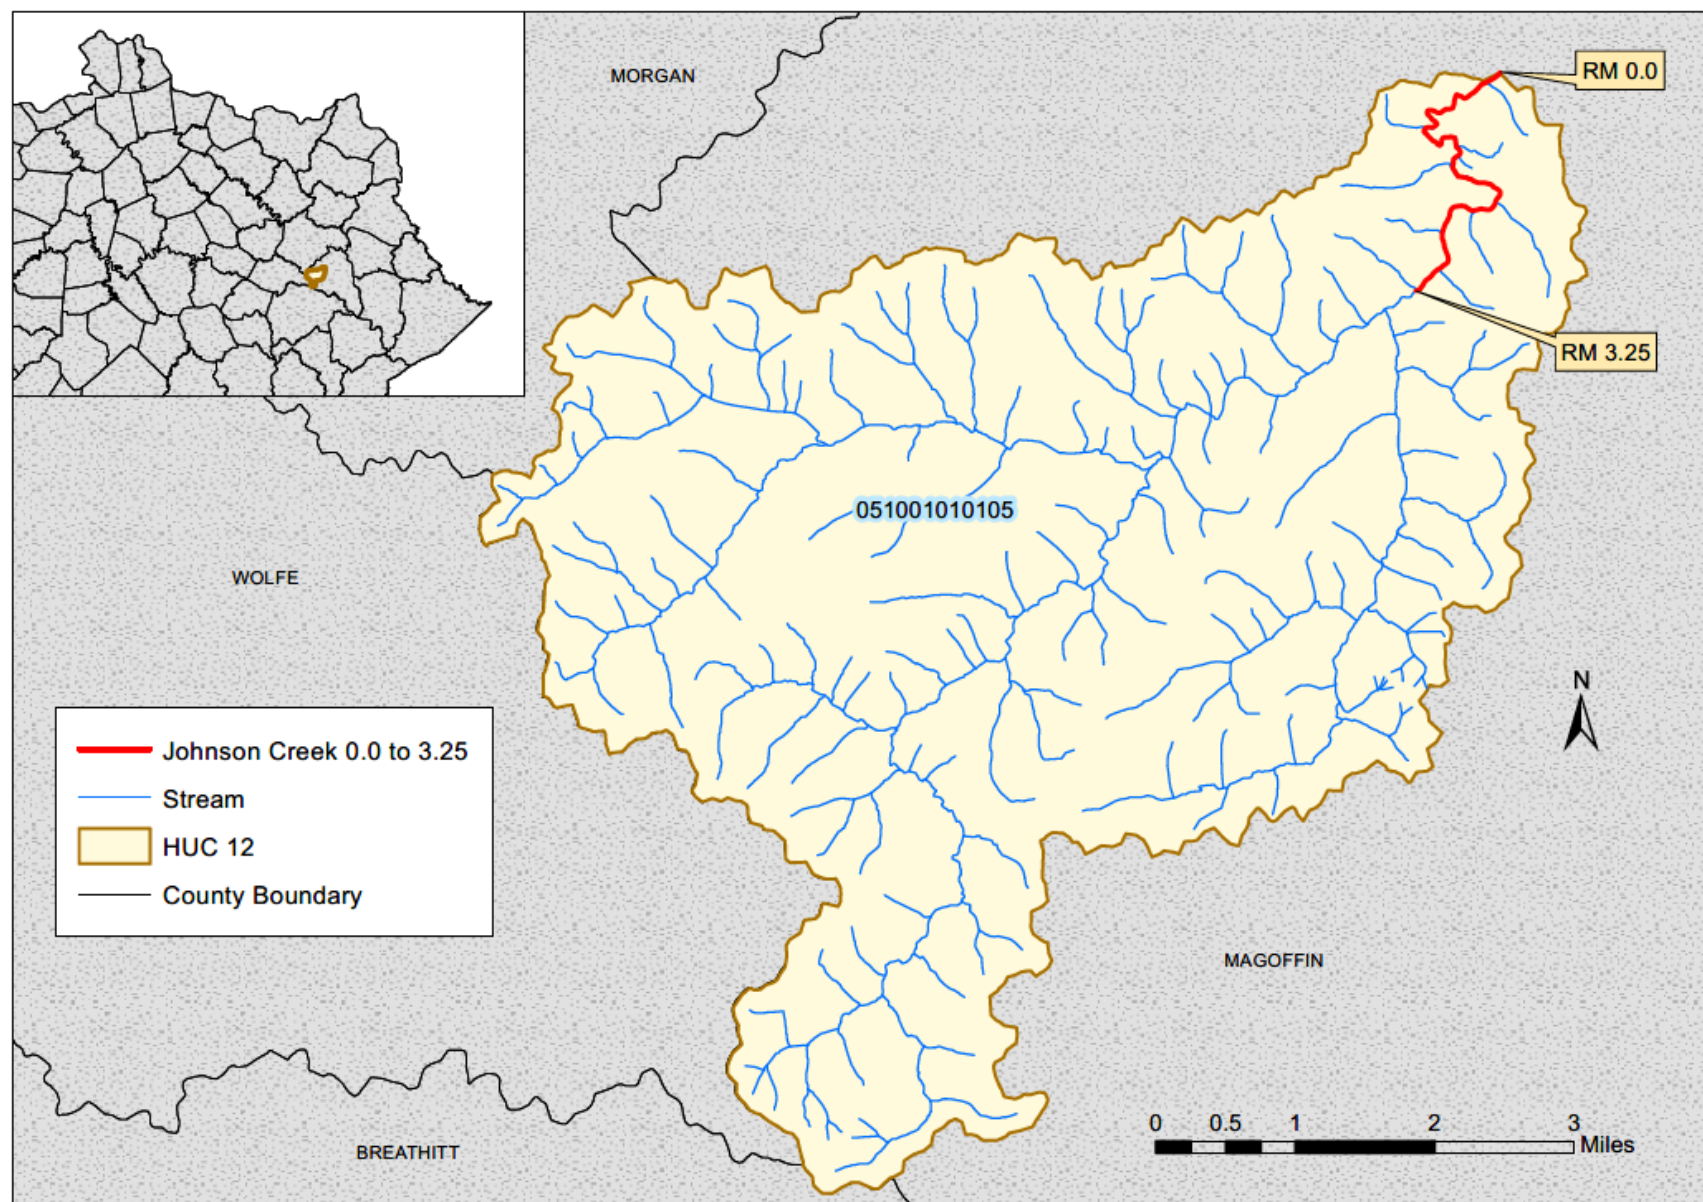 MORGAN
RM 0.0
RM 3.25
051001010105
WOLFE
N
Johnson Creek 0.0 to 3.25
Stream
HUC 12
County Boundary
MAGOFFIN
0 0.5 1 2 3
Miles
BREATHITT